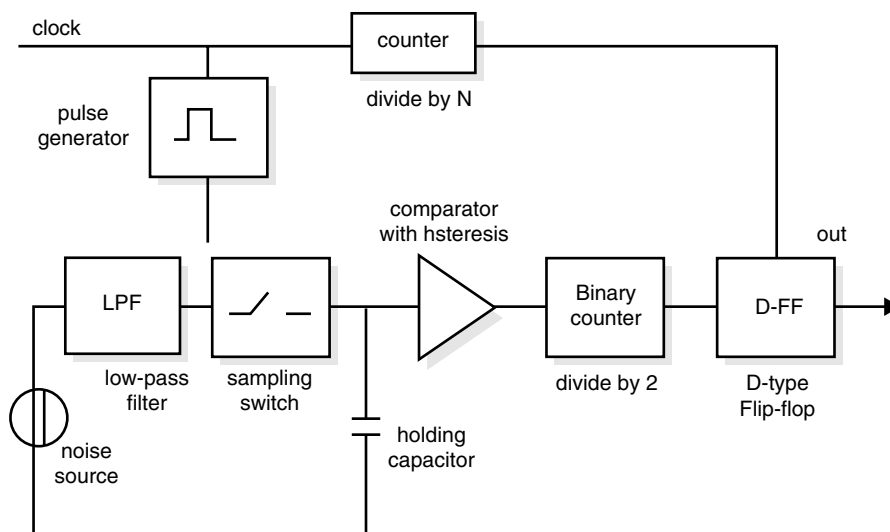 clock
counter
divide by N
pulse
generator
comparator
with hsteresis
out
LPF
Binary
counter
D-FF
low-pass
filter
sampling
switch
divide by 2
D-type
Flip-flop
noise
source
holding
capacitor